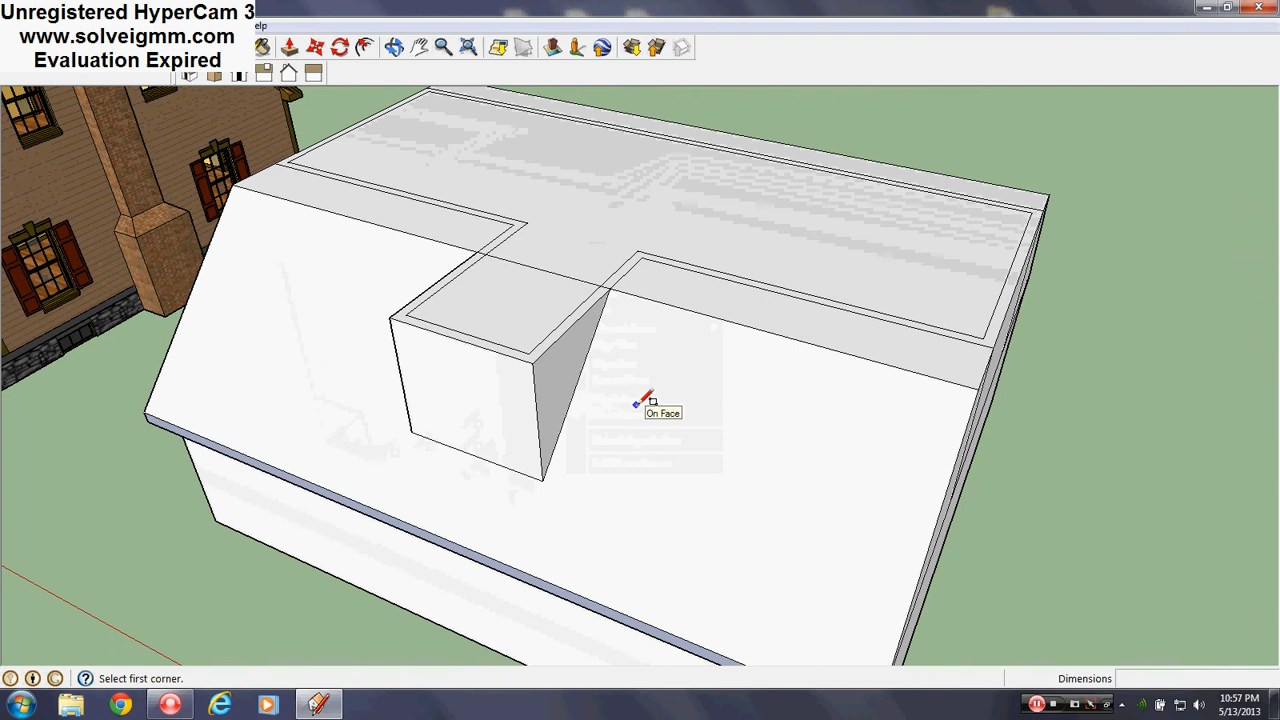 Unregistered HyperCam 3
www.solveigmm.com
Evaluation Expired
elp
On Face
Select first corner.
Dimensions
10:57 PM
5/13/2013